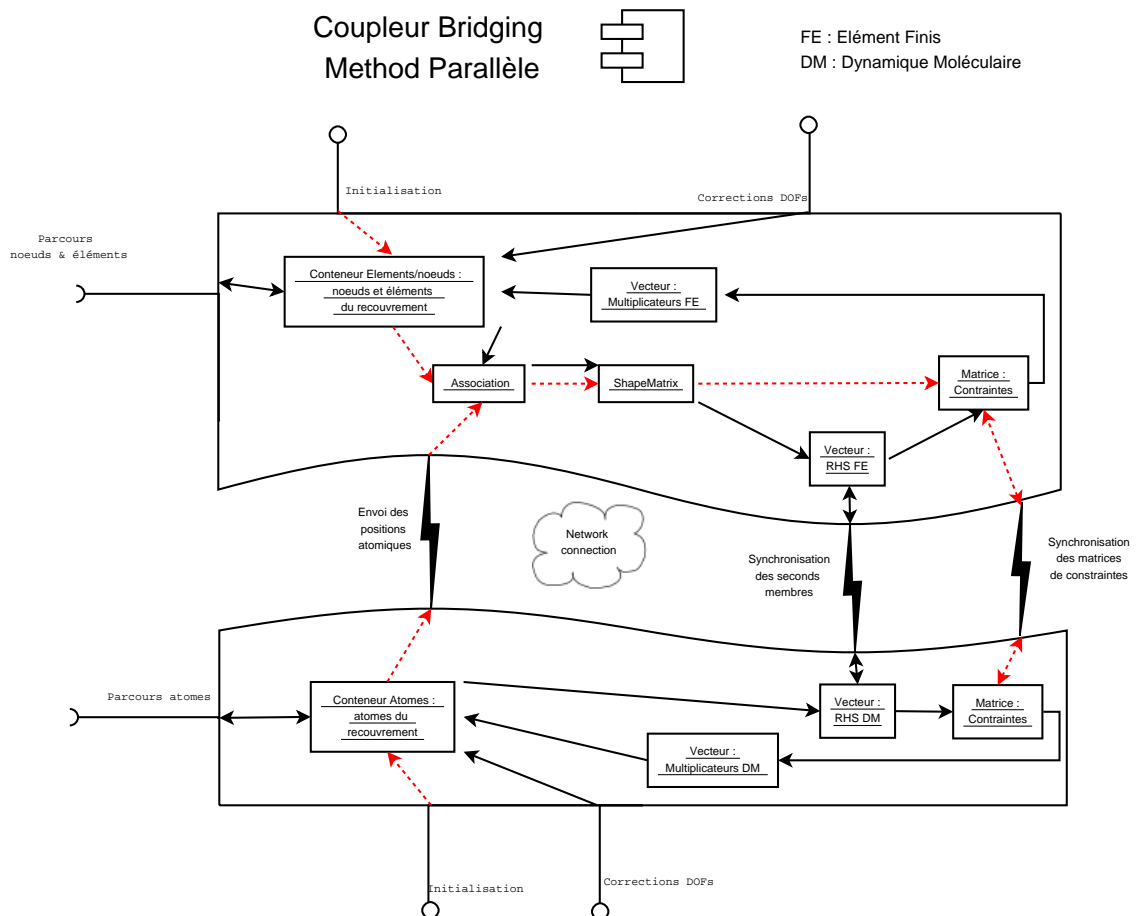 Coupleur Bridging
Method Parallèle
FE : Elément Finis
DM : Dynamique Moléculaire
Initialisation
Corrections DOFs
Parcours
noeuds & éléments
Conteneur Elements/noeuds :
noeuds et éléments
du recouvrement
Vecteur :
Multiplicateurs FE
Association
ShapeMatrix
Matrice :
Contraintes
Vecteur :
RHS FE
Envoi des
positions
atomiques
Network
connection
Synchronisation
des seconds
membres
Synchronisation
des matrices
de constraintes
Parcours atomes
Conteneur Atomes :
atomes du
recouvrement
Vecteur :
RHS DM
Matrice :
Contraintes
Vecteur :
Multiplicateurs DM
Initialisation
Corrections DOFs